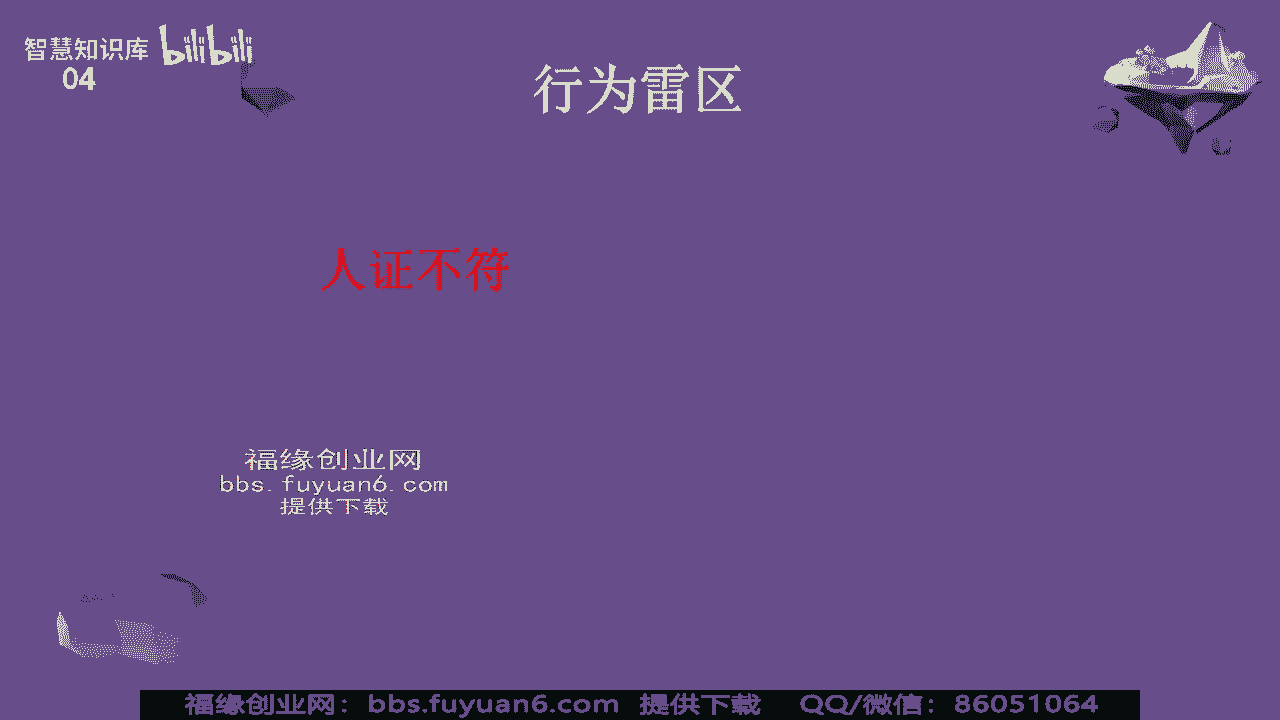 智慧知识库 bilibili
04
行为雷区
人证不符
福缘创业网
bbs.fuyuan6.com
提供下载
福缘创业网：bbs.fuyuan6.com 提供下载 QQ/微信：86051064